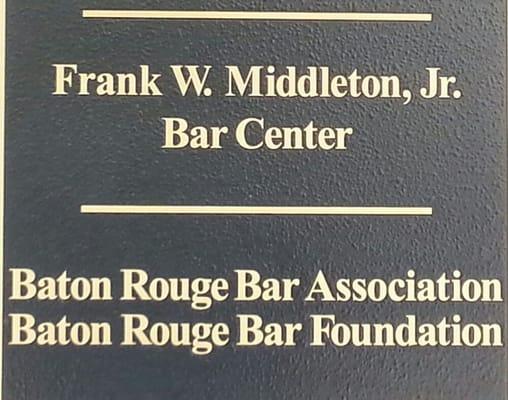 Frank W. Middleton, Jr.
Bar Center
Baton Rouge Bar Association
Baton Rouge Bar Foundation